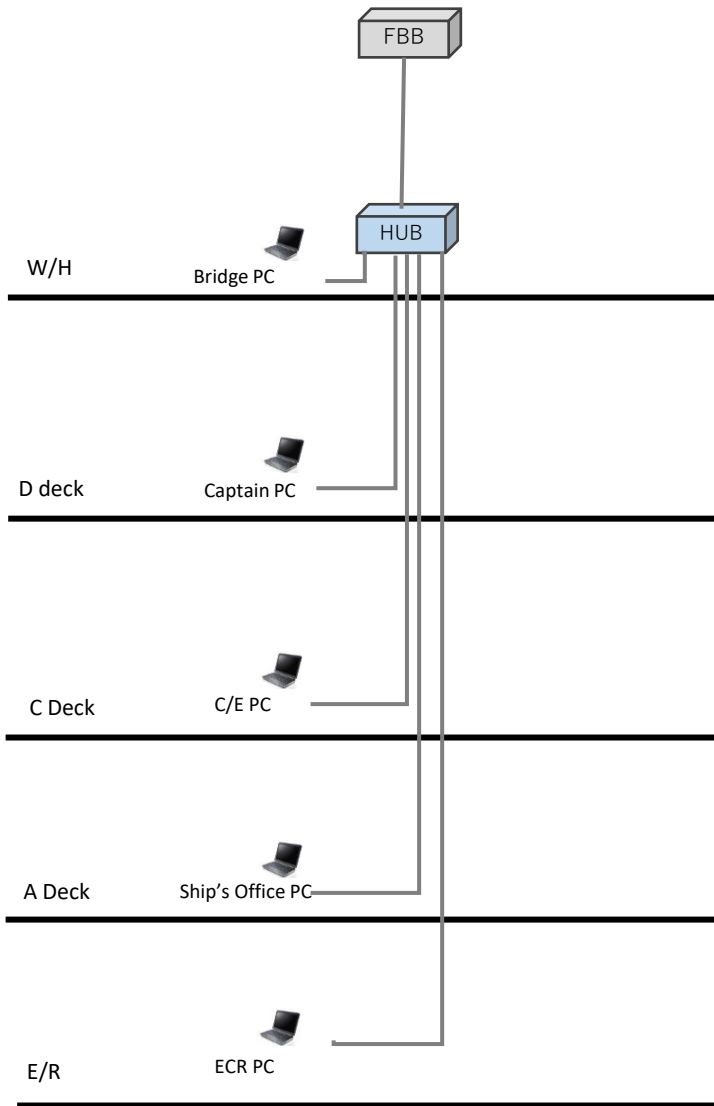 FBB
HUB
W/H
Bridge PC
D deck
Captain PC
C Deck
C/E PC
A Deck
Ship’s Office PC
E/R
ECR PC